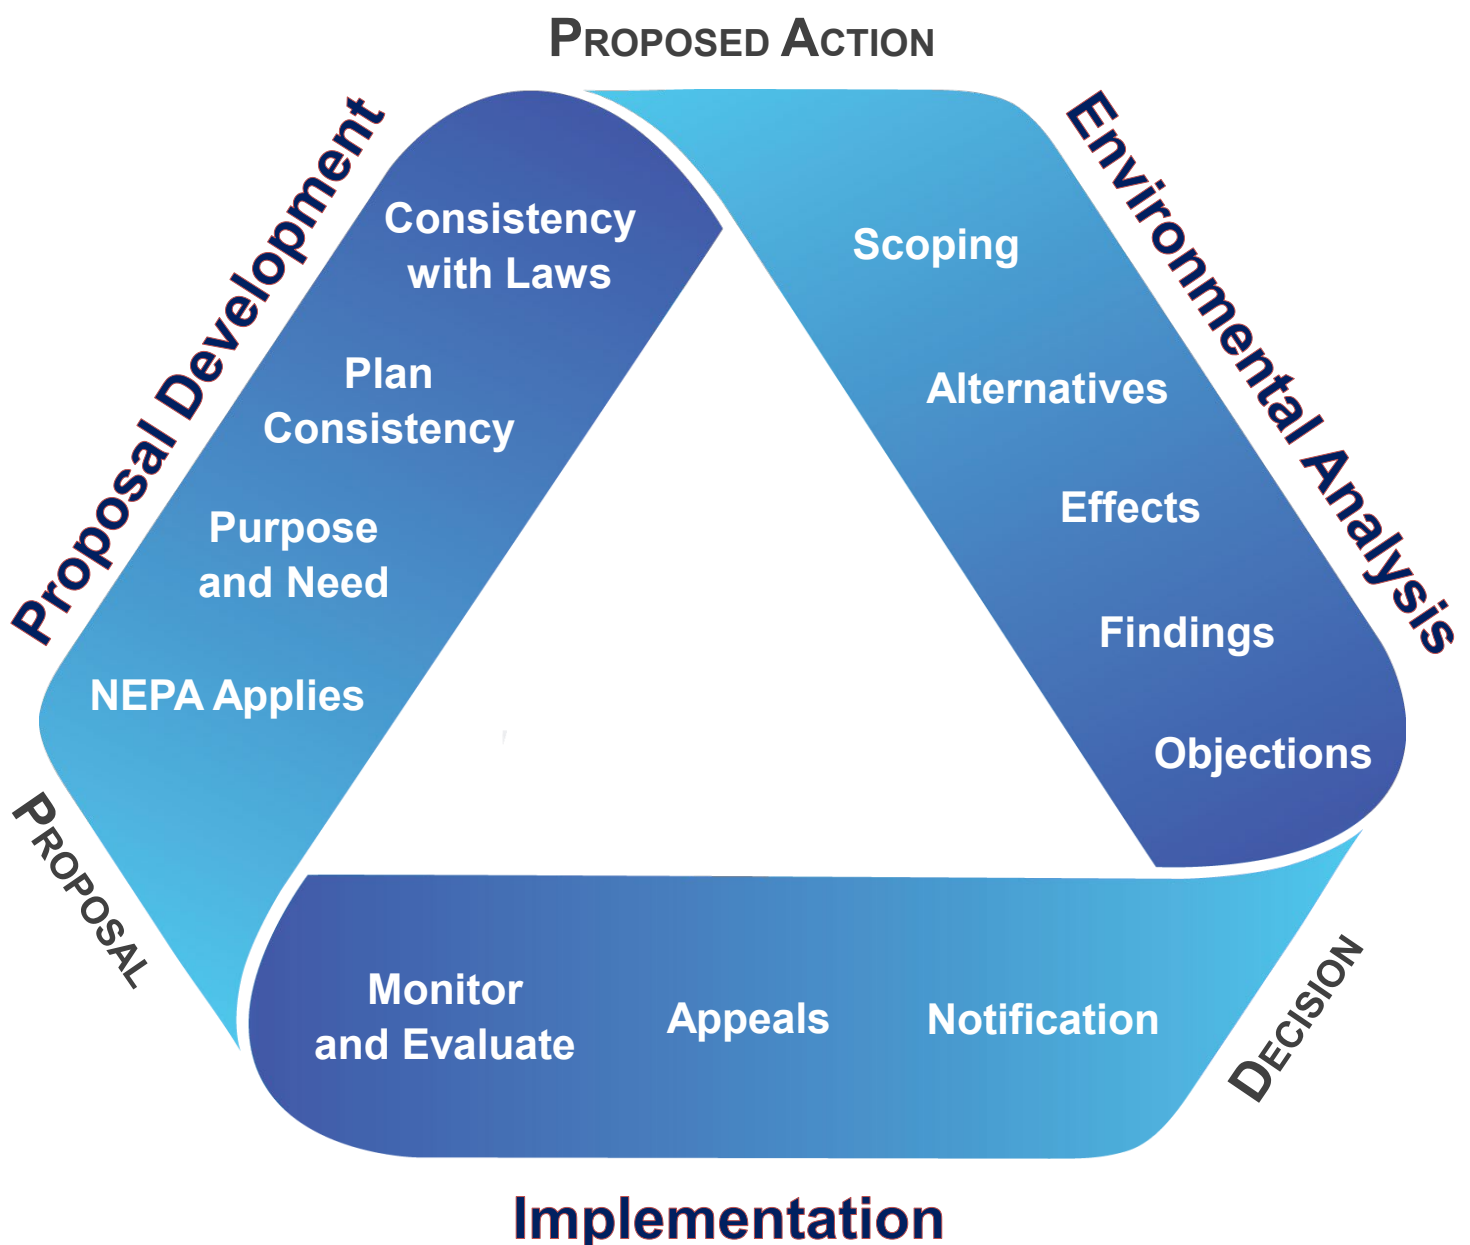 PROPOSED ACTION
Proposal Development
Consistency
with Laws
Plan
Consistency
Purpose
and Need
NEPA Applies
PROPOSAL
Environmental Analysis
Scoping
Alternatives
Effects
Findings
Objections
DECISION
Notification
Appeals
Monitor
and Evaluate
Implementation